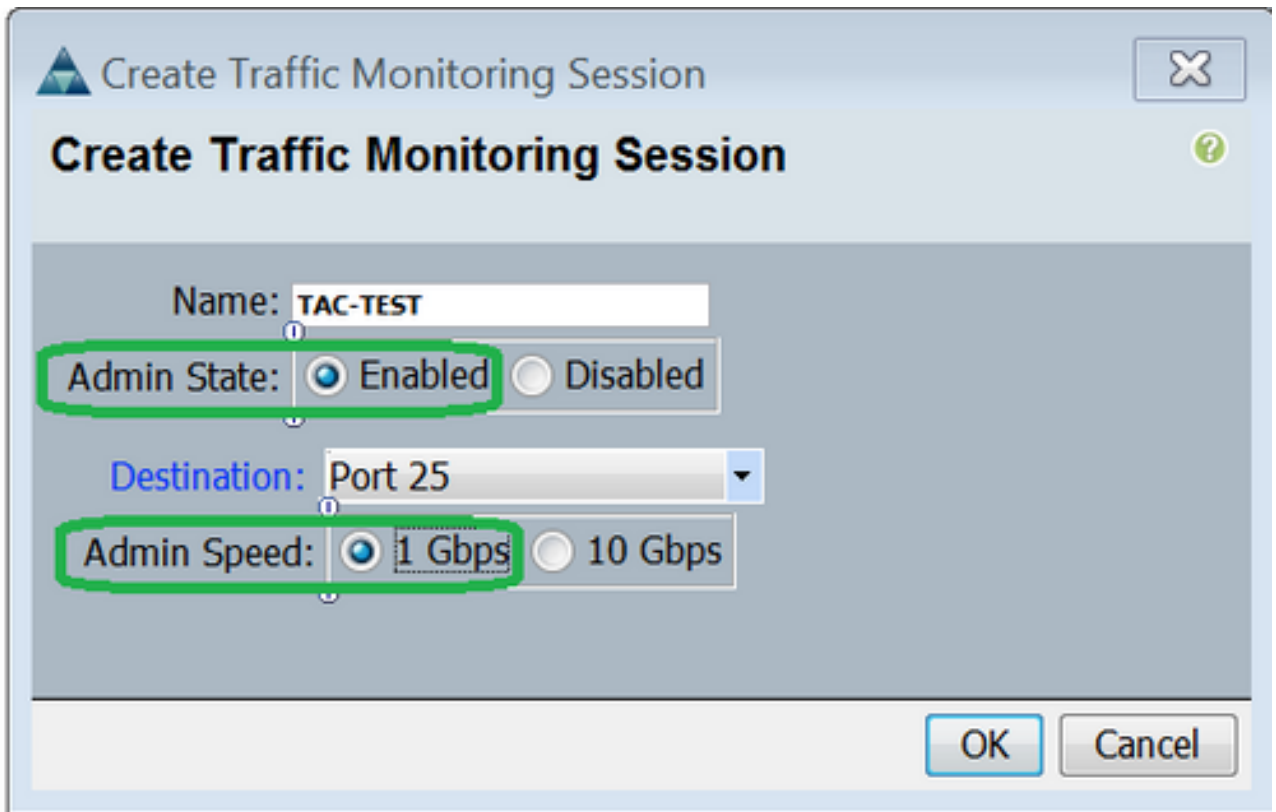 Create Traffic Monitoring Session
Create Traffic Monitoring Session
Name: TAC-TEST
Admin State: Enabled Disabled
Destination: Port 25
Admin Speed: 1 Gbps 10 Gbps
OK Cancel